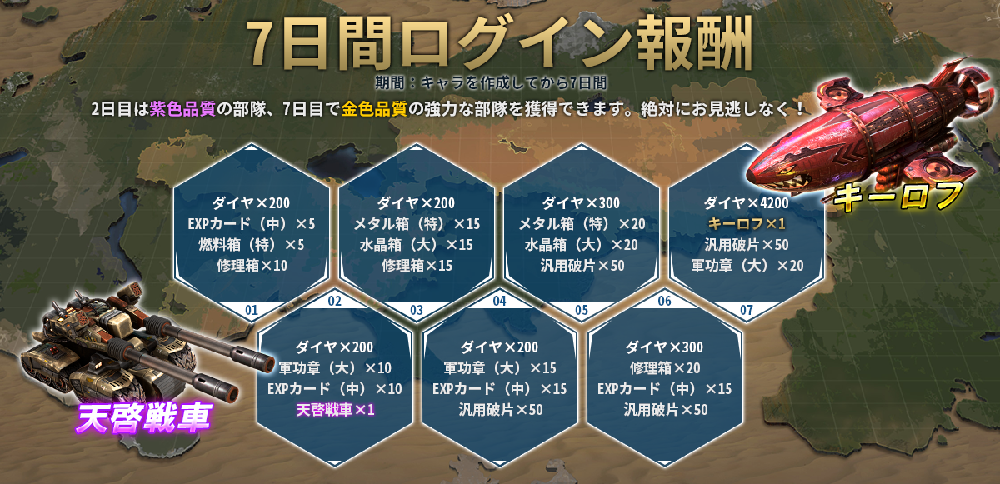 7日間ログイン報酬
期間：キャラを作成してから7日間
2日目は紫色品質の部隊、7日目で金色品質の強力な部隊を獲得できます。絶対にお見逃しなく！
キーロフ
ダイヤ×200
EXPカード（中）×5
燃料箱（特）×5
修理箱×10
01
ダイヤ×200
軍功章（大）×10
EXPカード（中）×10
天啓戦車×1
02
ダイヤ×200
メタル箱（特）×15
水晶箱（大）×15
修理箱×15
03
ダイヤ×200
軍功章（大）×15
EXPカード（中）×15
汎用破片×50
04
ダイヤ×300
メタル箱（特）×20
水晶箱（大）×20
汎用破片×50
05
ダイヤ×300
修理箱×20
EXPカード（中）×15
汎用破片×50
06
ダイヤ×4200
キーロフ×1
汎用破片×50
軍功章（大）×20
07
天啓戦車